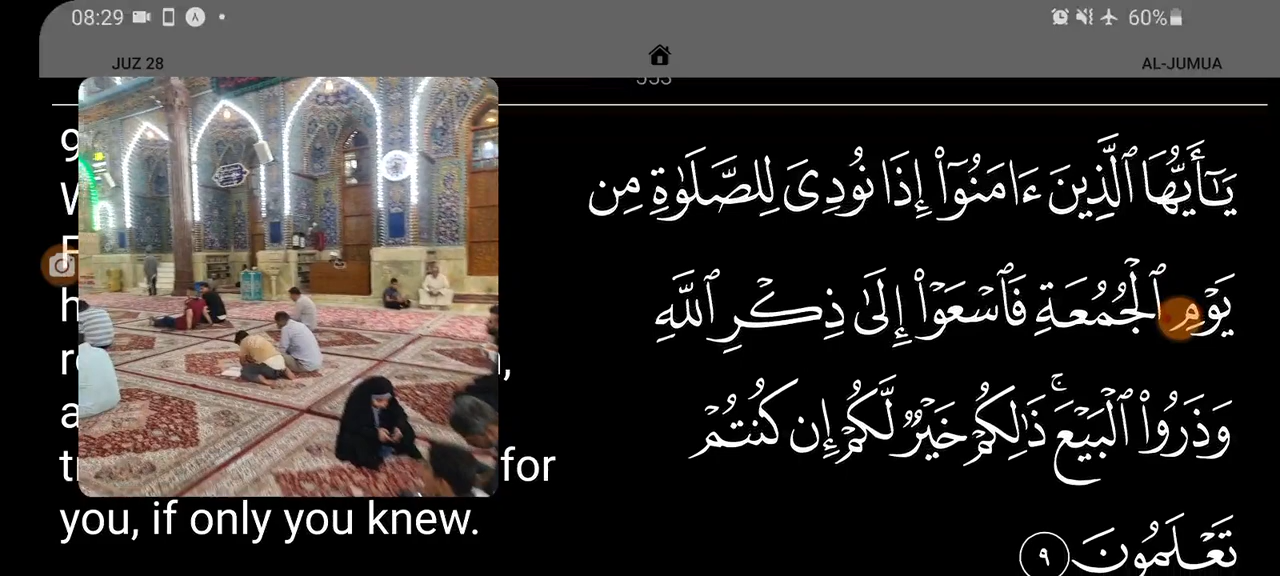 08:29
60%
JUZ 28
AL-JUMUA
يَـٰٓأَيُّهَا ٱلَّذِينَ ءَامَنُوٓا۟ إِذَا نُودِىَ لِلصَّلَوٰةِ مِن
يَوْمِ ٱلْجُمُعَةِ فَٱسْعَوْا۟ إِلَىٰ ذِكْرِ ٱللَّهِ
وَذَرُوا۟ ٱلْبَيْعَ ۚ ذَٰلِكُمْ خَيْرٌ لَّكُمْ إِن كُنتُمْ
تَعْلَمُونَ ٩
for
you, if only you knew.